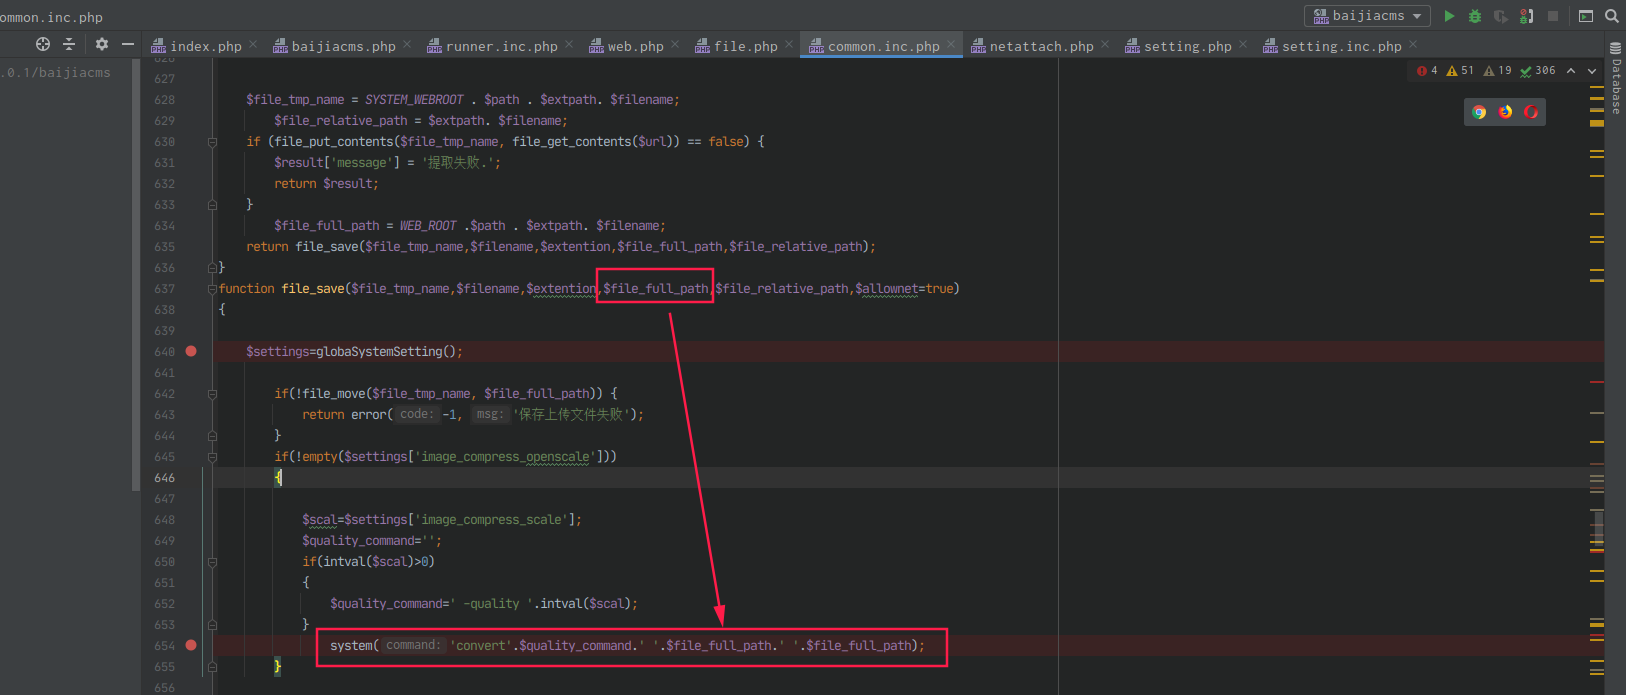 ommon.inc.php
baijiacms
index.php baijiacms.php runner.inc.php web.php file.php common.inc.php netattach.php setting.php setting.inc.php
.0.1/baijiacms
4 51 19 306
Database
626
627
628 $file_tmp_name = SYSTEM_WEBROOT . $path . $extpath. $filename;
629 $file_relative_path = $extpath. $filename;
630 if (file_put_contents($file_tmp_name, file_get_contents($url)) == false) {
631 $result['message'] = '提取失败.';
632 return $result;
633 }
634 $file_full_path = WEB_ROOT .$path . $extpath. $filename;
635 return file_save($file_tmp_name,$filename,$extention,$file_full_path,$file_relative_path);
636 }
637 function file_save($file_tmp_name,$filename,$extention,$file_full_path,$file_relative_path,$allownet=true)
638 {
639
640 $settings=globaSystemSetting();
641
642 if(!file_move($file_tmp_name, $file_full_path)) {
643 return error( code: -1, msg: '保存上传文件失败');
644 }
645 if(!empty($settings['image_compress_openscale']))
646 {
647
648 $scal=$settings['image_compress_scale'];
649 $quality_command='';
650 if(intval($scal)>0)
651 {
652 $quality_command=' -quality '.intval($scal);
653 }
654 system( command: 'convert'.$quality_command.' '.$file_full_path.' '.$file_full_path);
655 }
656